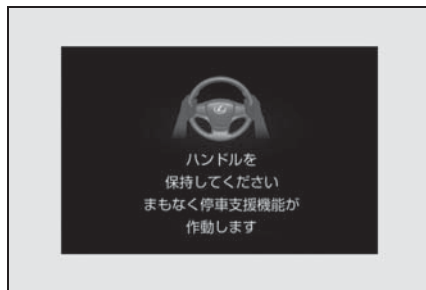 ハンドルを
保持してください
まもなく停車支援機能が
作動します